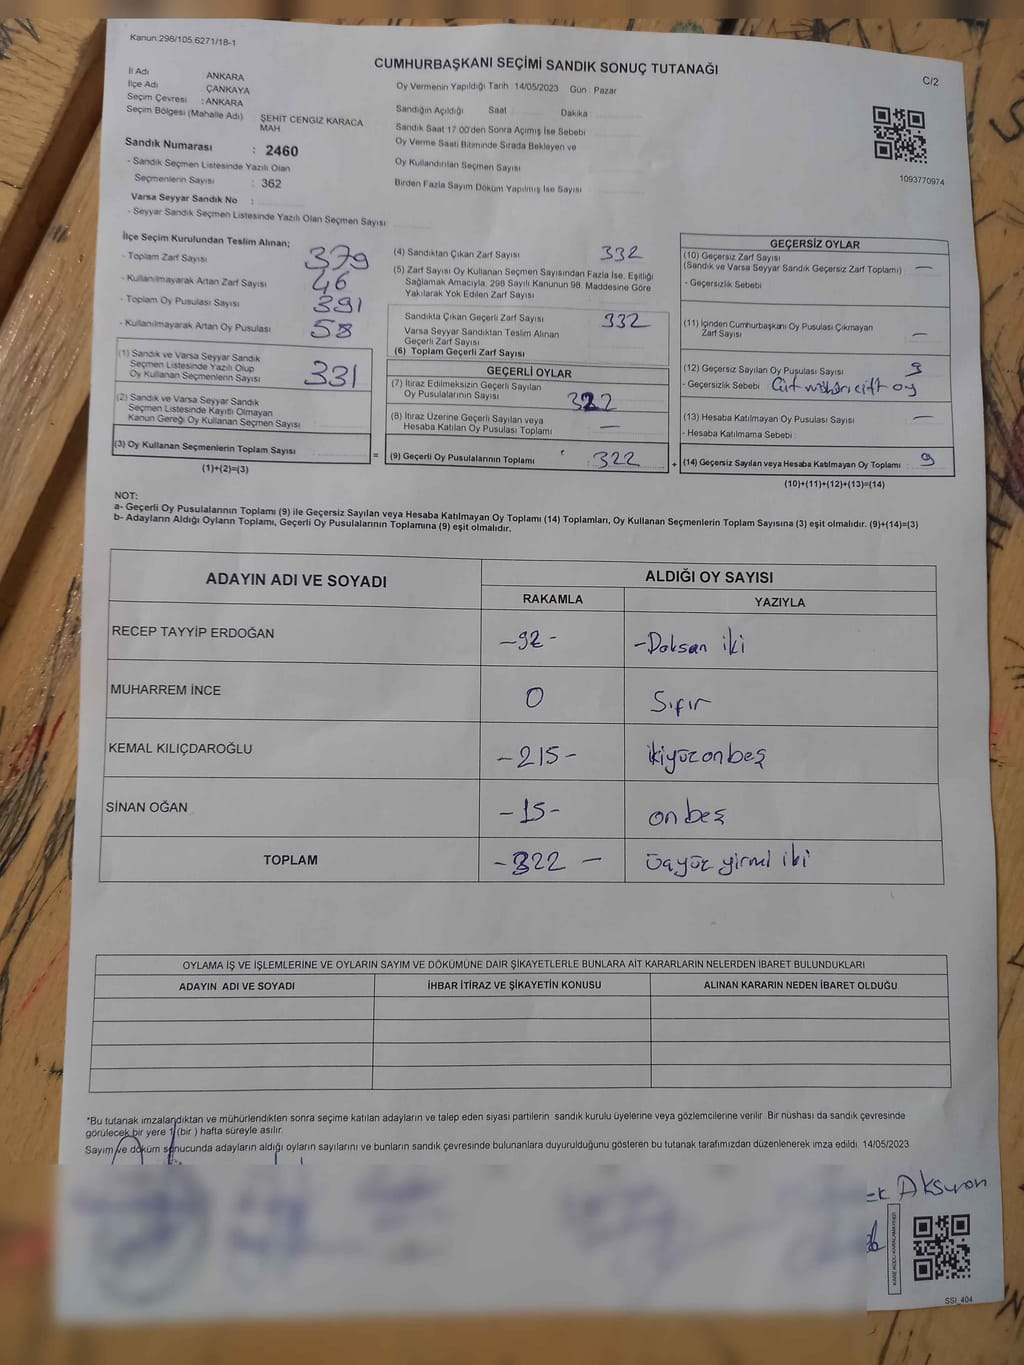 Kanun:298/105,6271/18-1
CUMHURBAŞKANI SEÇİMİ SANDIK SONUÇ TUTANAĞI
C/2
İl Adı ANKARA
İlçe Adı ÇANKAYA
Seçim Çevresi : ANKARA
Seçim Bölgesi (Mahalle Adı) ŞEHİT CENGİZ KARACA MAH
Sandık Numarası : 2460
- Sandık Seçmen Listesinde Yazılı Olan
Seçmenlerin Sayısı : 362
Varsa Seyyar Sandık No :
- Seyyar Sandık Seçmen Listesinde Yazılı Olan Seçmen Sayısı
Oy Vermenin Yapıldığı Tarih : 14/05/2023 Gün : Pazar
Sandığın Açıldığı Saat Dakika
Sandık Saat 17:00'den Sonra Açımış İse Sebebi
Oy Verme Saati Bitiminde Sırada Bekleyen ve
Oy Kullandırılan Seçmen Sayısı
Birden Fazla Sayım Döküm Yapılmış İse Sayısı
1093770974
İlçe Seçim Kurulundan Teslim Alınan;
- Toplam Zarf Sayısı 379
- Kullanılmayarak Artan Zarf Sayısı 46
- Toplam Oy Pusulası Sayısı 391
- Kullanılmayarak Artan Oy Pusulası 58
(1) Sandık ve Varsa Seyyar Sandık
Seçmen Listesinde Yazılı Olup
Oy Kullanan Seçmenlerin Sayısı 331
(2) Sandık ve Varsa Seyyar Sandık
Seçmen Listesinde Kayıtlı Olmayan
Kanun Gereği Oy Kullanan Seçmen Sayısı
(3) Oy Kullanan Seçmenlerin Toplam Sayısı
(1)+(2)=(3)
=
(4) Sandıktan Çıkan Zarf Sayısı 332
(5) Zarf Sayısı Oy Kullanan Seçmen Sayısından Fazla İse, Eşitliği
Sağlamak Amacıyla; 298 Sayılı Kanunun 98. Maddesine Göre
Yakılarak Yok Edilen Zarf Sayısı
Sandıkta Çıkan Geçerli Zarf Sayısı 332
Varsa Seyyar Sandıktan Teslim Alınan
Geçerli Zarf Sayısı
(6) Toplam Geçerli Zarf Sayısı
GEÇERLİ OYLAR
(7) İtiraz Edilmeksizin Geçerli Sayılan
Oy Pusulalarının Sayısı 322
(8) İtiraz Üzerine Geçerli Sayılan veya
Hesaba Katılan Oy Pusulası Toplamı —
(9) Geçerli Oy Pusulalarının Toplamı 322
+
GEÇERSİZ OYLAR
(10) Geçersiz Zarf Sayısı
(Sandık ve Varsa Seyyar Sandık Geçersiz Zarf Toplamı) —
- Geçersizlik Sebebi
(11) İçinden Cumhurbaşkanı Oy Pusulası Çıkmayan
Zarf Sayısı —
(12) Geçersiz Sayılan Oy Pusulası Sayısı 9
- Geçersizlik Sebebi Çift mühür, çift oy
(13) Hesaba Katılmayan Oy Pusulası Sayısı —
- Hesaba Katılmama Sebebi :
(14) Geçersiz Sayılan veya Hesaba Katılmayan Oy Toplamı 9
(10)+(11)+(12)+(13)=(14)
NOT:
a- Geçerli Oy Pusulalarının Toplamı (9) ile Geçersiz Sayılan veya Hesaba Katılmayan Oy Toplamı (14) Toplamları, Oy Kullanan Seçmenlerin Toplam Sayısına (3) eşit olmalıdır. (9)+(14)=(3)
b- Adayların Aldığı Oyların Toplamı, Geçerli Oy Pusulalarının Toplamına (9) eşit olmalıdır.
ADAYIN ADI VE SOYADI ALDIĞI OY SAYISI
RAKAMLA YAZIYLA
RECEP TAYYİP ERDOĞAN -92- -Doksan iki
MUHARREM İNCE 0 Sıfır
KEMAL KILIÇDAROĞLU -215- ikiyüzonbeş
SİNAN OĞAN -15- onbeş
TOPLAM -322- üçyüz yirmi iki
OYLAMA İŞ VE İŞLEMLERİNE VE OYLARIN SAYIM VE DÖKÜMÜNE DAİR ŞİKAYETLERLE BUNLARA AİT KARARLARIN NELERDEN İBARET BULUNDUKLARI
ADAYIN ADI VE SOYADI İHBAR İTİRAZ VE ŞİKAYETİN KONUSU ALINAN KARARIN NEDEN İBARET OLDUĞU
*Bu tutanak imzalandıktan ve mühürlendikten sonra seçime katılan adayların ve talep eden siyasi partilerin sandık kurulu üyelerine veya gözlemcilerine verilir. Bir nüshası da sandık çevresinde
görülecek bir yere 1 (bir) hafta süreyle asılır.
Sayım ve döküm sonucunda adayların aldığı oyların sayılarını ve bunların sandık çevresinde bulunanlara duyurulduğunu gösteren bu tutanak tarafımızdan düzenlenerek imza edildi. 14/05/2023
SSI_404